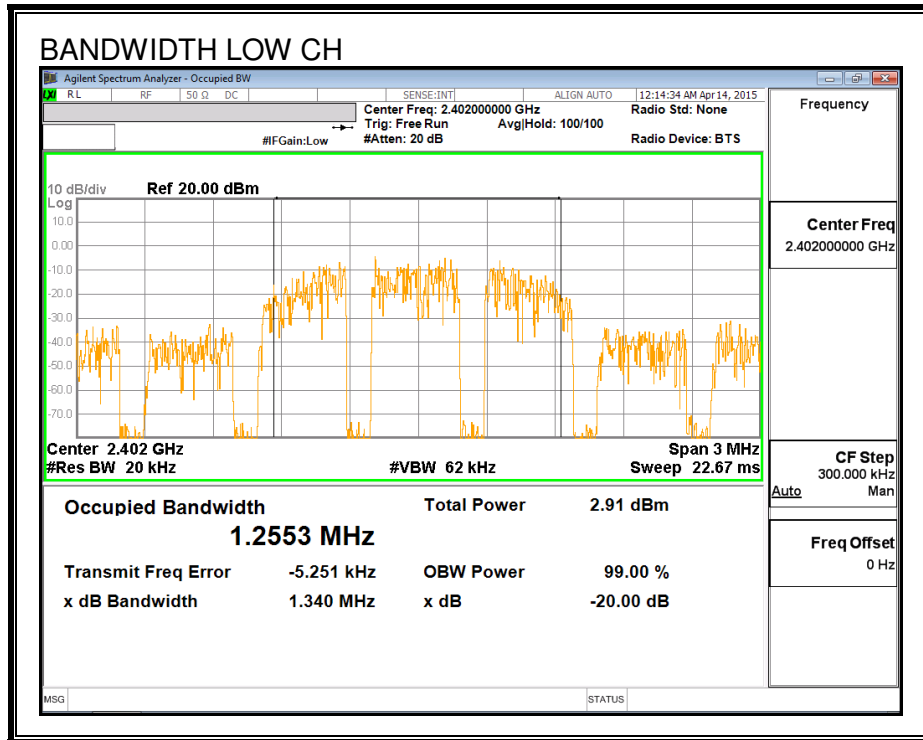 BANDWIDTH LOW CH
Agilent Spectrum Analyzer - Occupied BW
LXI RL RF 50 Ω DC SENSE:INT ALIGN AUTO 12:14:34 AM Apr 14, 2015
Center Freq: 2.402000000 GHz Radio Std: None
Trig: Free Run Avg|Hold: 100/100
#IFGain:Low #Atten: 20 dB Radio Device: BTS
Frequency
10 dB/div Ref 20.00 dBm
Log
10.0
0.00
-10.0
-20.0
-30.0
-40.0
-50.0
-60.0
-70.0
Center 2.402 GHz Span 3 MHz
#Res BW 20 kHz #VBW 62 kHz Sweep 22.67 ms
Center Freq
2.402000000 GHz
CF Step
300.000 kHz
Auto Man
Freq Offset
0 Hz
Occupied Bandwidth Total Power 2.91 dBm
1.2553 MHz
Transmit Freq Error -5.251 kHz OBW Power 99.00 %
x dB Bandwidth 1.340 MHz x dB -20.00 dB
MSG STATUS